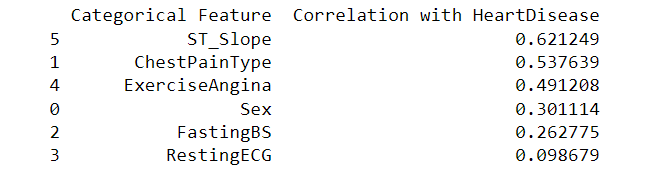 Categorical Feature Correlation with HeartDisease
5 ST_Slope 0.621249
1 ChestPainType 0.537639
4 ExerciseAngina 0.491208
0 Sex 0.301114
2 FastingBS 0.262775
3 RestingECG 0.098679